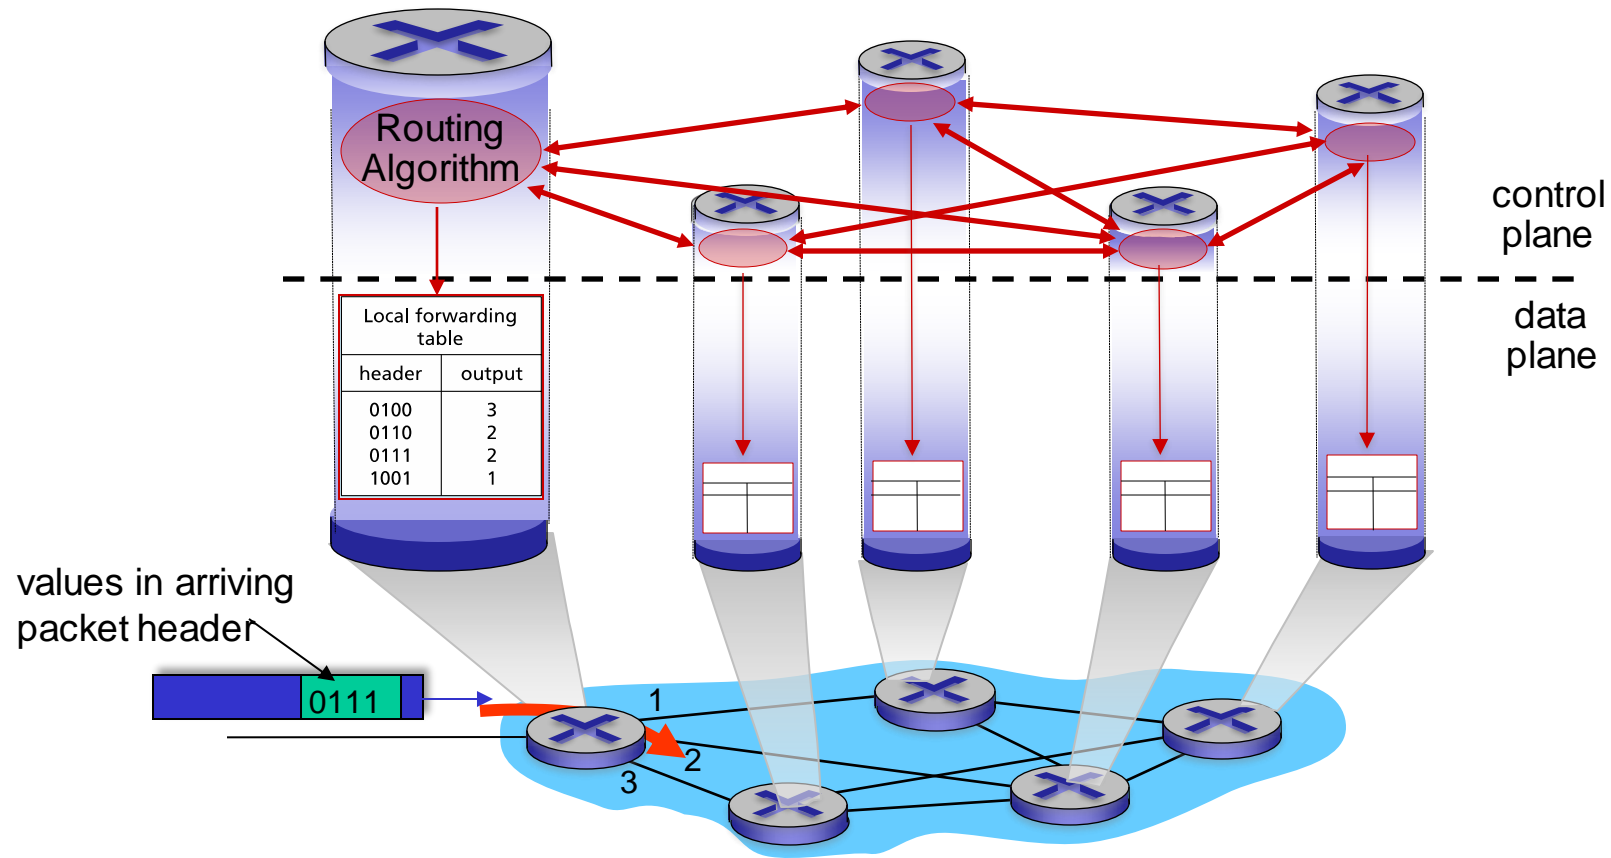 Routing
Algorithm
control
plane
data
plane
Local forwarding
table
header output
0100 3
0110 2
0111 2
1001 1
values in arriving
packet header
0111
1
2
3